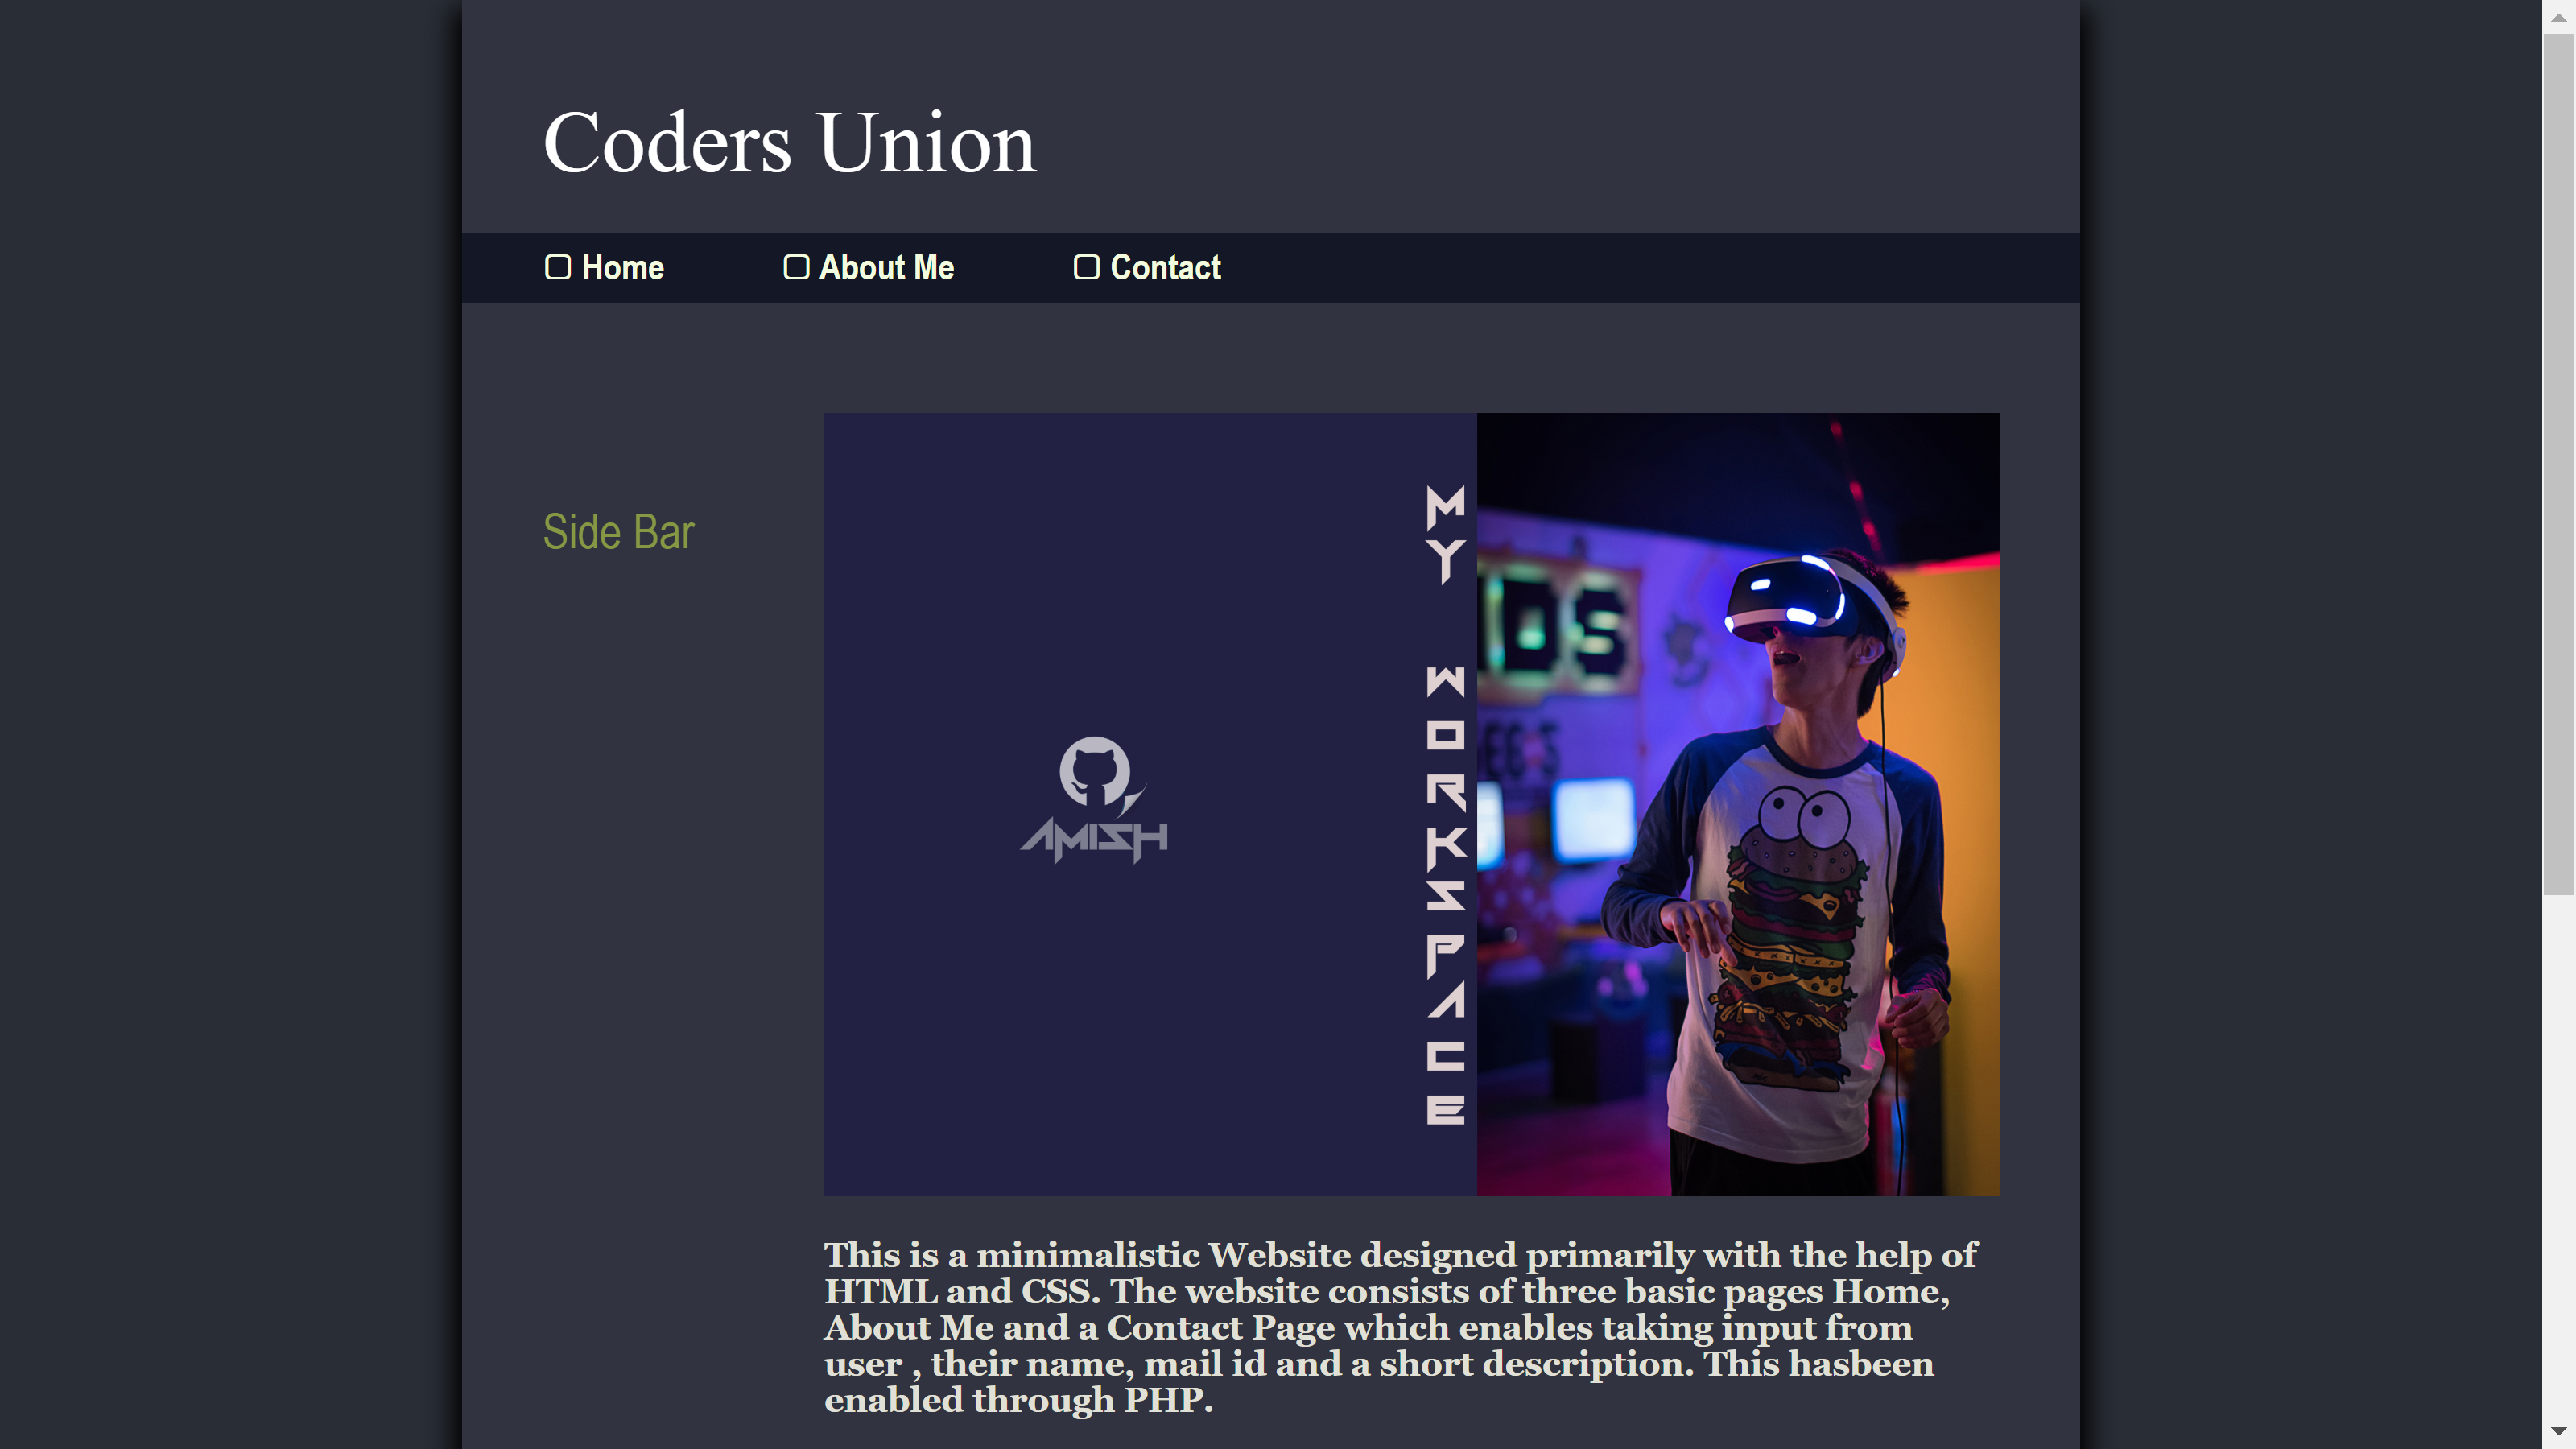 Coders Union
Home
About Me
Contact
Side Bar
MY WORKSPACE
AMISH
This is a minimalistic Website designed primarily with the help of
HTML and CSS. The website consists of three basic pages Home,
About Me and a Contact Page which enables taking input from
user , their name, mail id and a short description. This hasbeen
enabled through PHP.